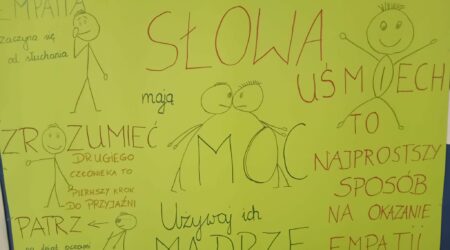 EMPATIA
zaczyna się
od słuchania
SŁOWA
mają
MOC
Używaj ich
MĄDRZE
UŚMIECH
TO
NAJPROSTSZY
SPOSÓB
NA OKAZANIE
EMPATII
ZROZUMIEĆ
DRUGIEGO
CZŁOWIEKA TO
PIERWSZY KROK
DO PRZYJAŹNI
PATRZ